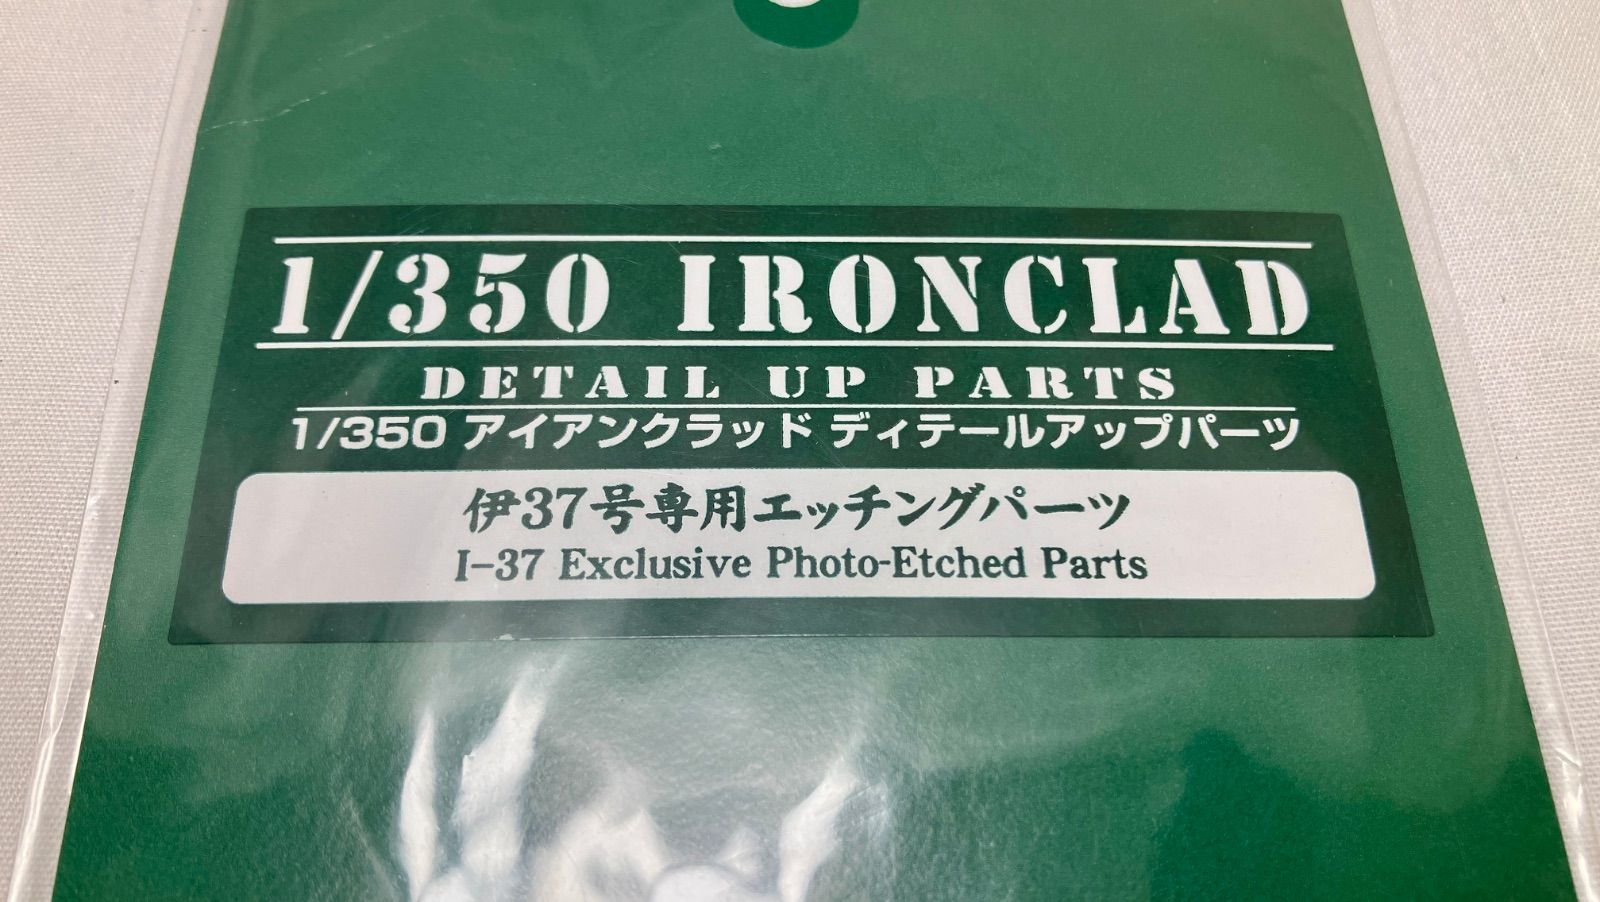 1/350 IRONCLAD
DETAIL UP PARTS
1/350 アイアンクラッド ディテールアップパーツ
伊37号専用エッチングパーツ
I-37 Exclusive Photo-Etched Parts